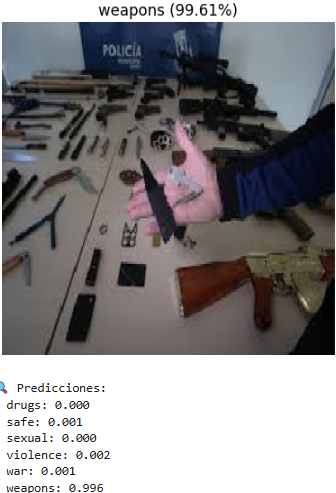 weapons (99.61%)
POLICÍA
Predicciones:
drugs: 0.000
safe: 0.001
sexual: 0.000
violence: 0.002
war: 0.001
weapons: 0.996